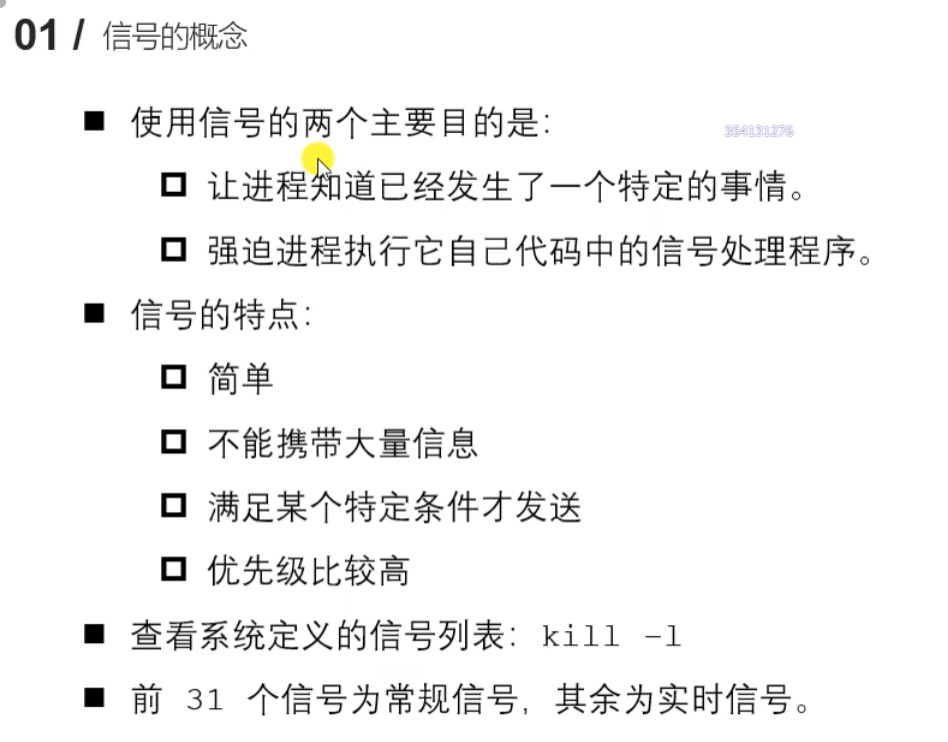 01 / 信号的概念
使用信号的两个主要目的是：
354131276
让进程知道已经发生了一个特定的事情。
强迫进程执行它自己代码中的信号处理程序。
信号的特点：
简单
不能携带大量信息
满足某个特定条件才发送
优先级比较高
查看系统定义的信号列表：kill –l
前 31 个信号为常规信号，其余为实时信号。